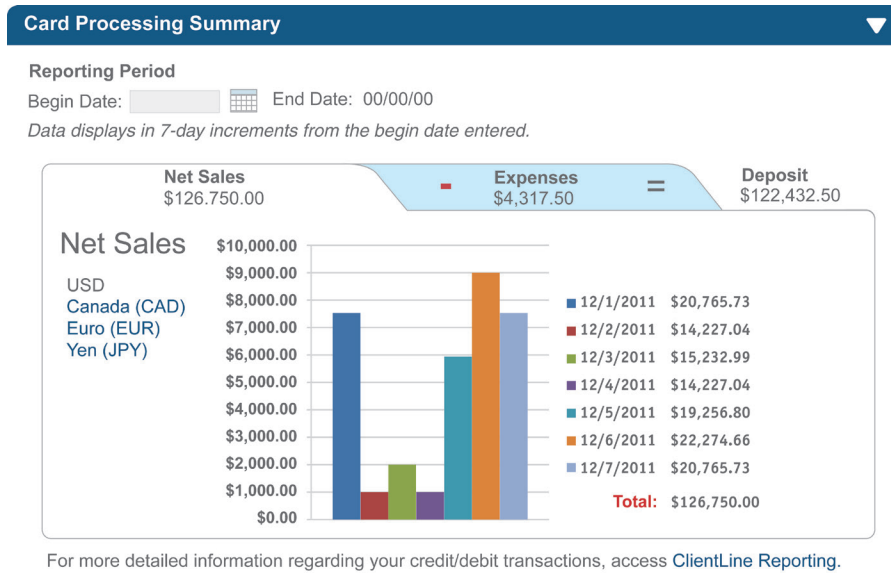 Card Processing Summary
Reporting Period
Begin Date: End Date: 00/00/00
Data displays in 7-day increments from the begin date entered.
Net Sales - Expenses = Deposit
$126.750.00 $4,317.50 $122,432.50
Net Sales
USD
Canada (CAD)
Euro (EUR)
Yen (JPY)
$10,000.00
$9,000.00
$8,000.00
$7,000.00
$6,000.00
$5,000.00
$4,000.00
$3,000.00
$2,000.00
$1,000.00
$0.00
12/1/2011 $20,765.73
12/2/2011 $14,227.04
12/3/2011 $15,232.99
12/4/2011 $14,227.04
12/5/2011 $19,256.80
12/6/2011 $22,274.66
12/7/2011 $20,765.73
Total: $126,750.00
For more detailed information regarding your credit/debit transactions, access ClientLine Reporting.